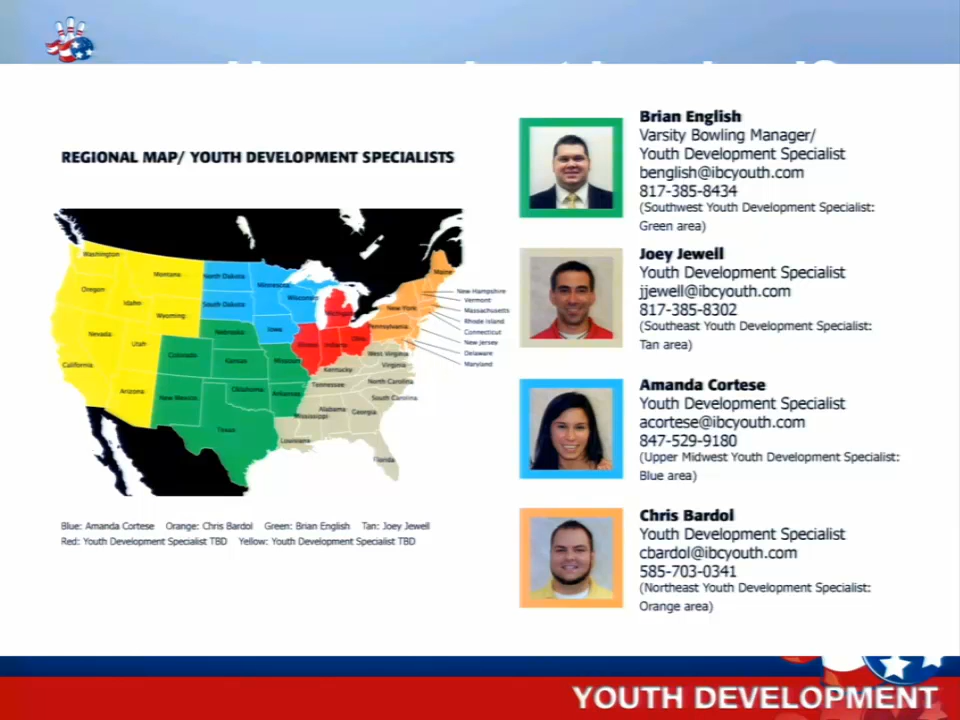 REGIONAL MAP/ YOUTH DEVELOPMENT SPECIALISTS
Washington
Oregon
California
Nevada
Idaho
Montana
Wyoming
Utah
Arizona
Colorado
New Mexico
North Dakota
South Dakota
Nebraska
Kansas
Oklahoma
Texas
Minnesota
Iowa
Missouri
Arkansas
Louisiana
Wisconsin
Illinois
Michigan
Indiana
Ohio
Kentucky
Tennessee
Mississippi
Alabama
Georgia
Florida
South Carolina
North Carolina
Virginia
West Virginia
Pennsylvania
New York
Maine
New Hampshire
Vermont
Massachusetts
Rhode Island
Connecticut
New Jersey
Delaware
Maryland
Blue: Amanda Cortese Orange: Chris Bardol Green: Brian English Tan: Joey Jewell
Red: Youth Development Specialist TBD Yellow: Youth Development Specialist TBD
Brian English
Varsity Bowling Manager/
Youth Development Specialist
benglish@ibcyouth.com
817-385-8434
(Southwest Youth Development Specialist:
Green area)
Joey Jewell
Youth Development Specialist
jjewell@ibcyouth.com
817-385-8302
(Southeast Youth Development Specialist:
Tan area)
Amanda Cortese
Youth Development Specialist
acortese@ibcyouth.com
847-529-9180
(Upper Midwest Youth Development Specialist:
Blue area)
Chris Bardol
Youth Development Specialist
cbardol@ibcyouth.com
585-703-0341
(Northeast Youth Development Specialist:
Orange area)
YOUTH DEVELOPMENT